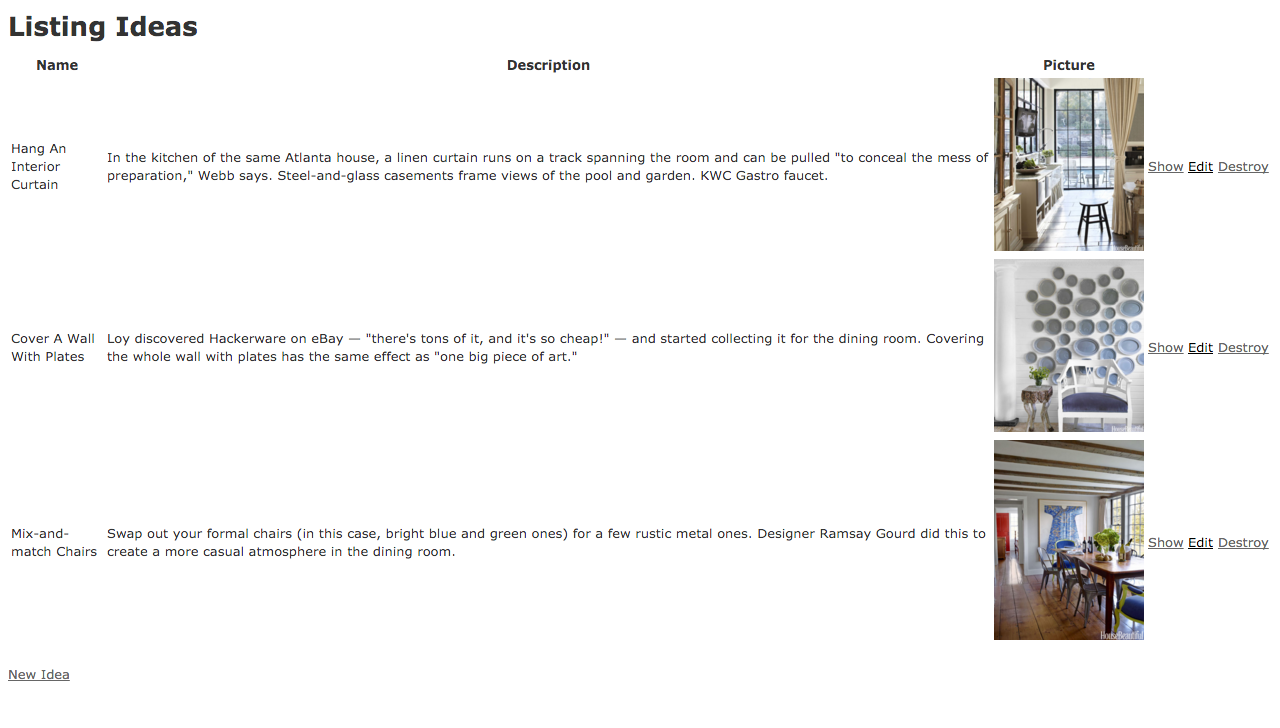 Listing Ideas
Name Description Picture
Hang An
Interior
Curtain
In the kitchen of the same Atlanta house, a linen curtain runs on a track spanning the room and can be pulled "to conceal the mess of
preparation," Webb says. Steel-and-glass casements frame views of the pool and garden. KWC Gastro faucet.
HouseBeautiful
Show Edit Destroy
Cover A Wall
With Plates
Loy discovered Hackerware on eBay — "there's tons of it, and it's so cheap!" — and started collecting it for the dining room. Covering
the whole wall with plates has the same effect as "one big piece of art."
HouseBeautiful
Show Edit Destroy
Mix-and-
match Chairs
Swap out your formal chairs (in this case, bright blue and green ones) for a few rustic metal ones. Designer Ramsay Gourd did this to
create a more casual atmosphere in the dining room.
HouseBeautiful
Show Edit Destroy
New Idea